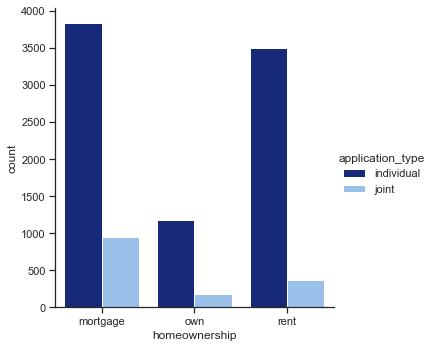 4000
3500
3000
2500
2000
1500
1000
500
0
count
mortgage
own
rent
homeownership
application_type
individual
joint